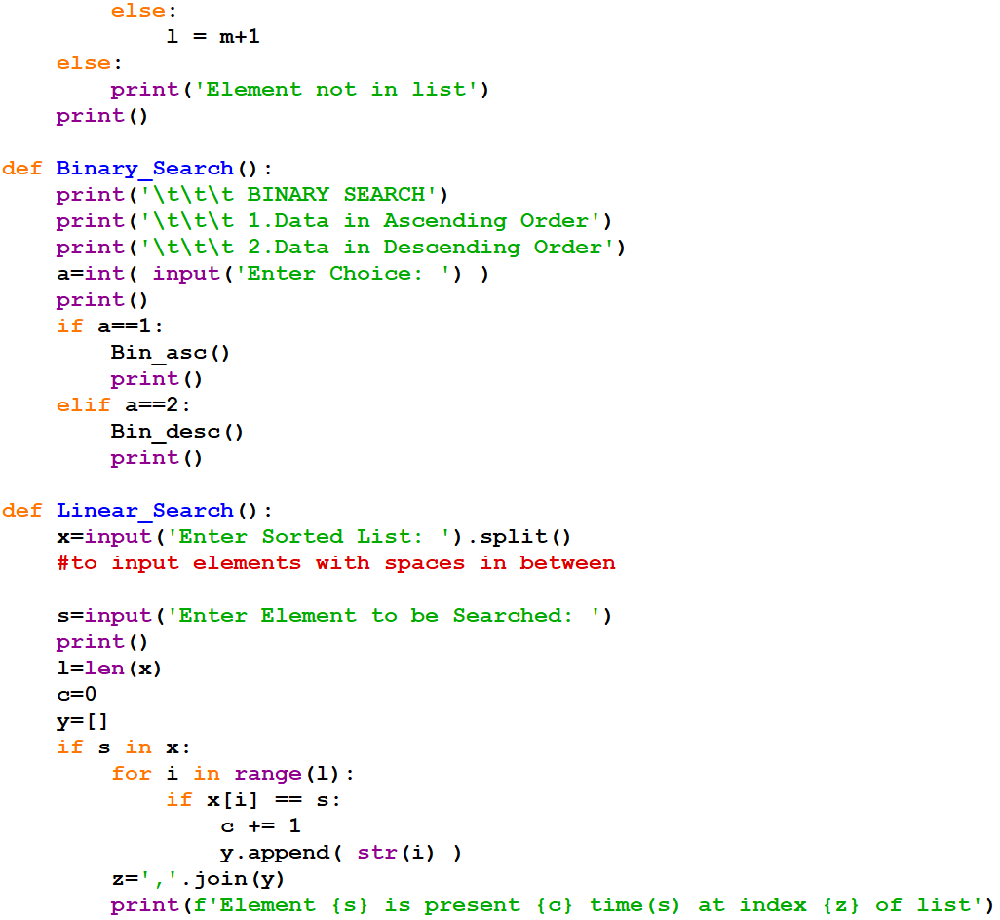 else:
            l = m+1
    else:
        print('Element not in list')
    print()

def Binary_Search():
    print('\t\t\t BINARY SEARCH')
    print('\t\t\t 1.Data in Ascending Order')
    print('\t\t\t 2.Data in Descending Order')
    a=int( input('Enter Choice: ') )
    print()
    if a==1:
        Bin_asc()
        print()
    elif a==2:
        Bin_desc()
        print()

def Linear_Search():
    x=input('Enter Sorted List: ').split()
    #to input elements with spaces in between

    s=input('Enter Element to be Searched: ')
    print()
    l=len(x)
    c=0
    y=[]
    if s in x:
        for i in range(l):
            if x[i] == s:
                c += 1
                y.append( str(i) )
        z=','.join(y)
        print(f'Element {s} is present {c} time(s) at index {z} of list')